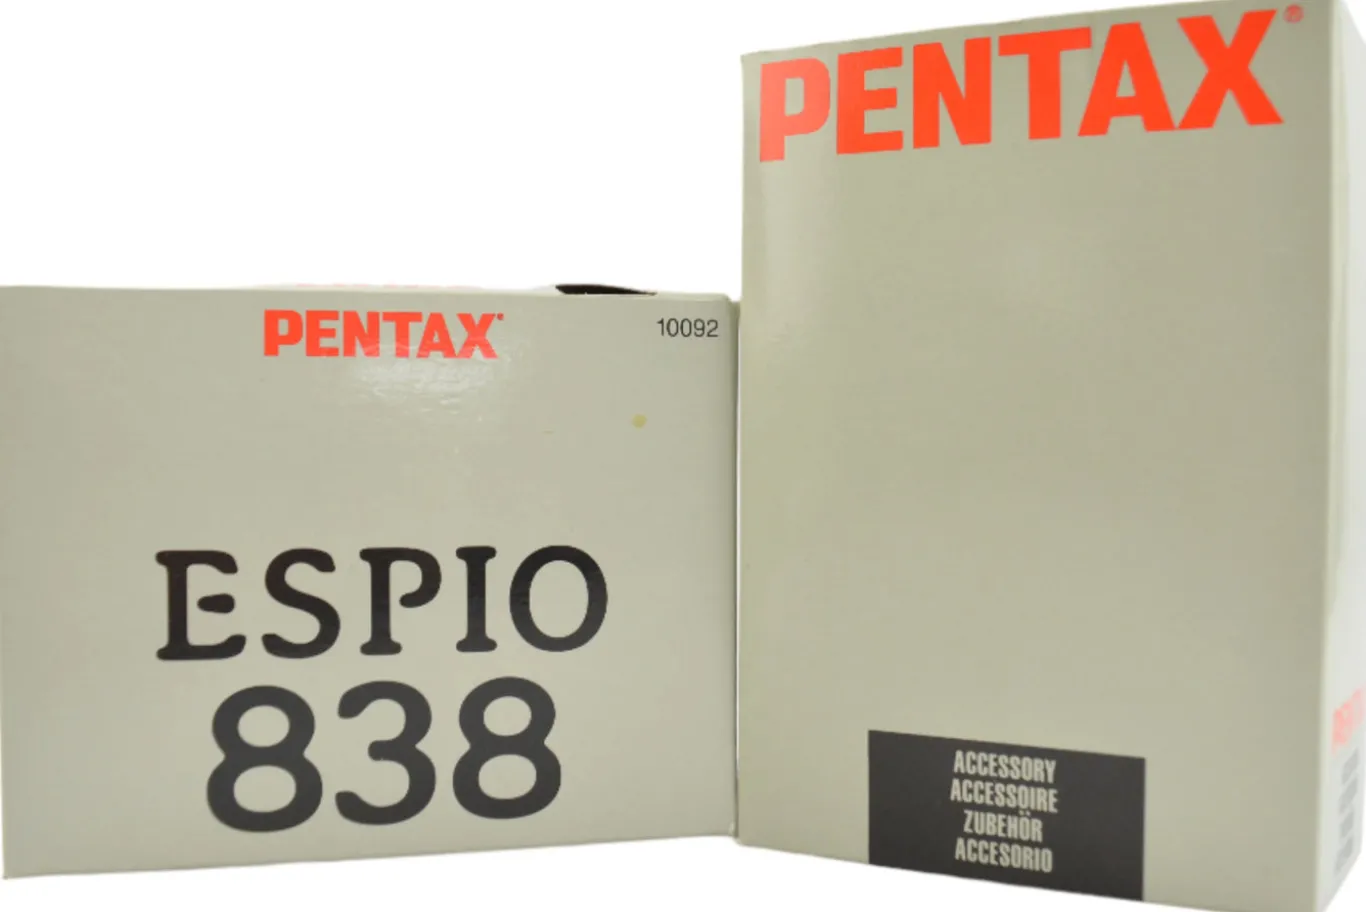 PENTAX
10092
ESPIO
838
PENTAX®
ACCESSORY
ACCESSOIRE
ZUBEHÖR
ACCESORIO